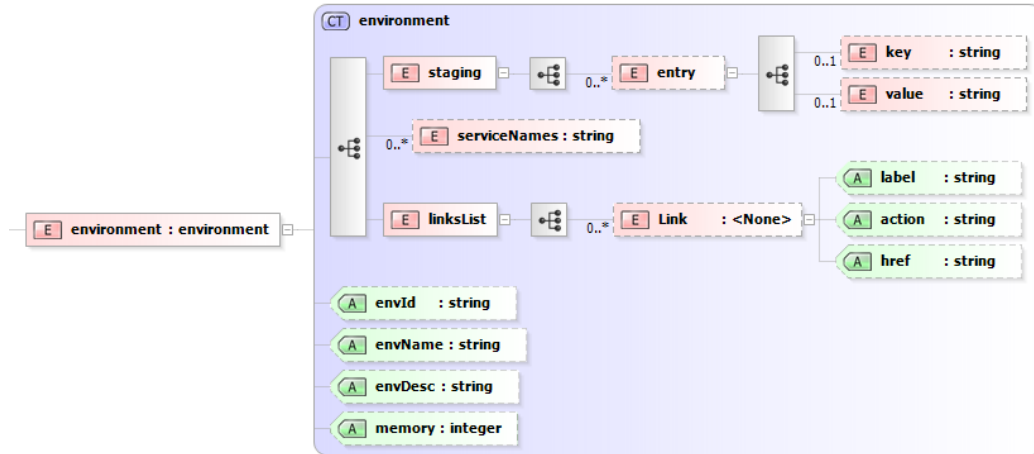 CT environment
E staging
0..*
E entry
0..1
E key : string
0..1
E value : string
0..*
E serviceNames : string
E environment : environment
E linksList
0..*
E Link : <None>
A label : string
A action : string
A href : string
A envId : string
A envName : string
A envDesc : string
A memory : integer